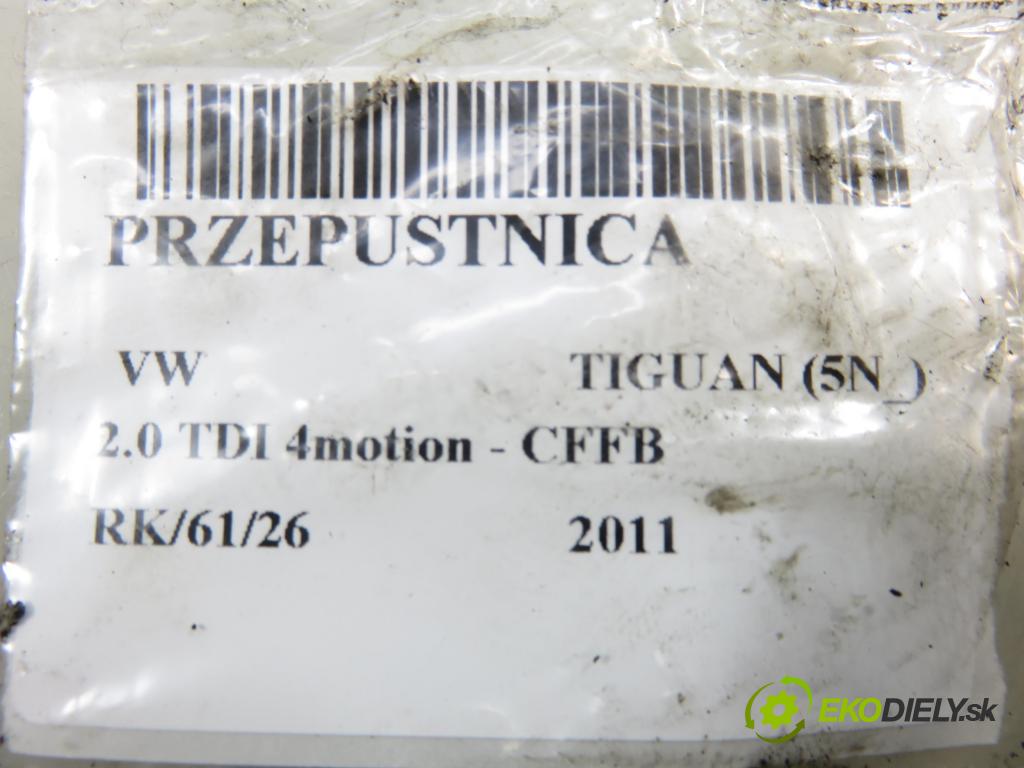 PRZEPUSTNICA
VW TIGUAN (5N_)
2.0 TDI 4motion - CFFB
RK/61/26 2011
EKODIELY.sk